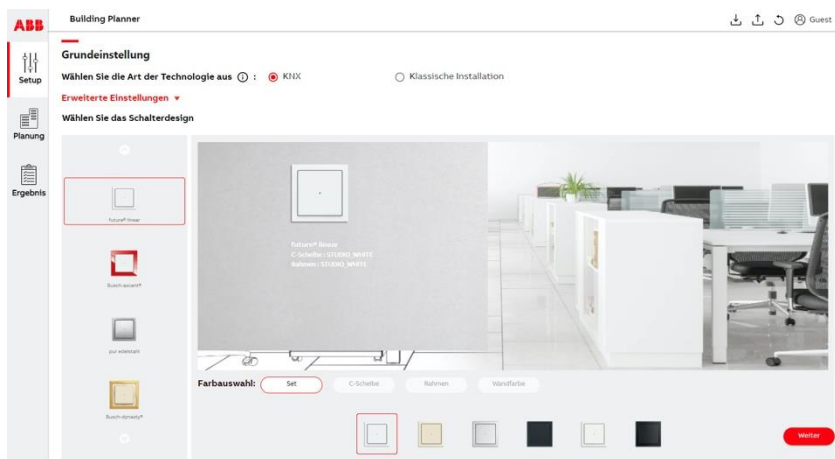 ABB
Building Planner
Guest
Setup
Planung
Ergebnis
Grundeinstellung
Wählen Sie die Art der Technologie aus ⓘ : KNX
Klassische Installation
Erweiterte Einstellungen ▾
Wählen Sie das Schalterdesign
future® linear
Busch-axcent®
pur edelstahl
Busch-dynasty®
future® linear
C-Scheibe : STUDIO_WHITE
Rahmen : STUDIO_WHITE
Farbauswahl: Set C-Scheibe Rahmen Wandfarbe
Weiter